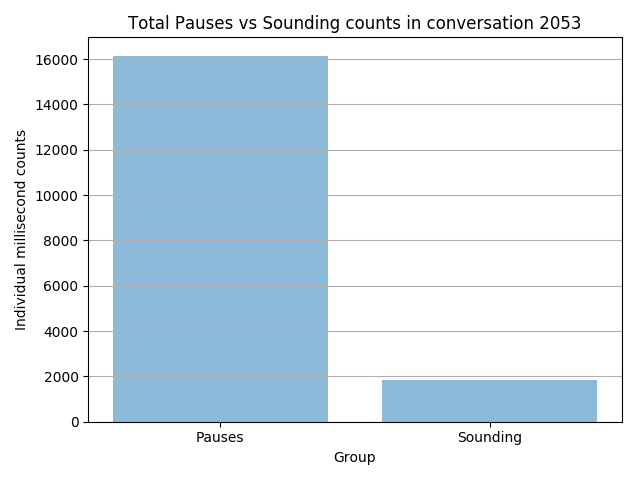 Total Pauses vs Sounding counts in conversation 2053
Individual millisecond counts
16000
14000
12000
10000
8000
6000
4000
2000
0
Pauses
Sounding
Group